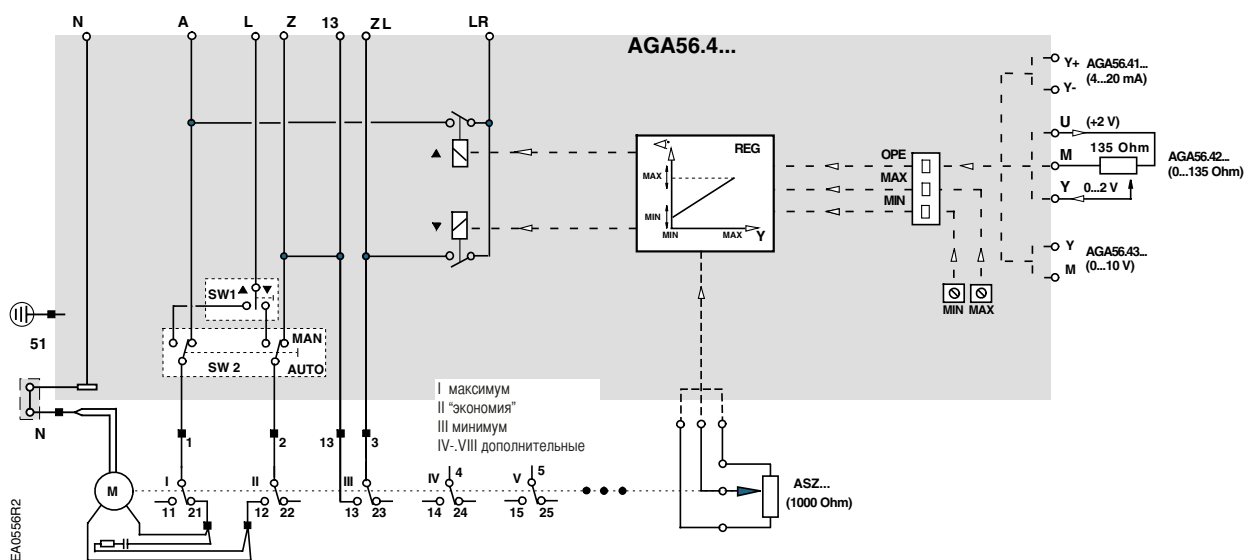 N A L Z 13 ZL LR
AGA56.4...
Y+ AGA56.41...
(4...20 mA)
Y-
U (+2 V)
135 Ohm
M
AGA56.42...
(0...135 Ohm)
Y 0...2 V
Y AGA56.43...
(0...10 V)
M
REG
MAX
MIN
MIN MAX Y
OPE
MAX
MIN
MIN MAX
SW1
MAN
SW 2 AUTO
51
N
I максимум
II "экономия"
III минимум
IV-.VIII дополнительные
1 2 13 3
M
I II III IV 4 V 5
11 21 12 22 13 23 14 24 15 25
ASZ...
(1000 Ohm)
EA0556R2